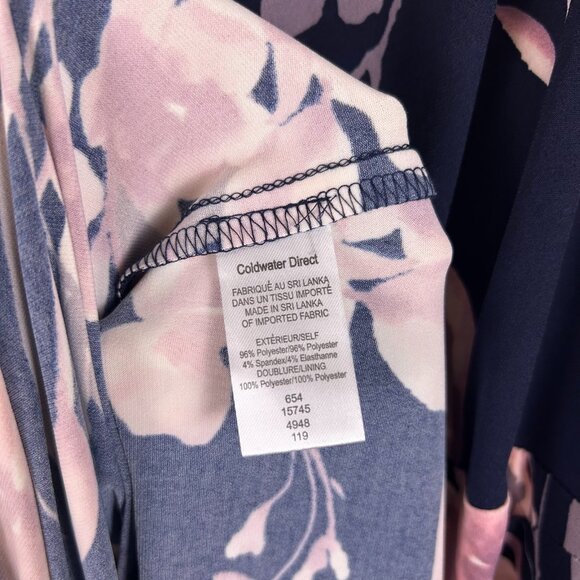 Coldwater Direct
FABRIQUÉ AU SRI LANKA
DANS UN TISSU IMPORTÉ
MADE IN SRI LANKA
OF IMPORTED FABRIC
EXTÉRIEUR/SELF
96% Polyester/96% Polyester
4% Spandex/4% Elasthanne
DOUBLURE/LINING
100% Polyester/100% Polyester
654
15745
4948
119